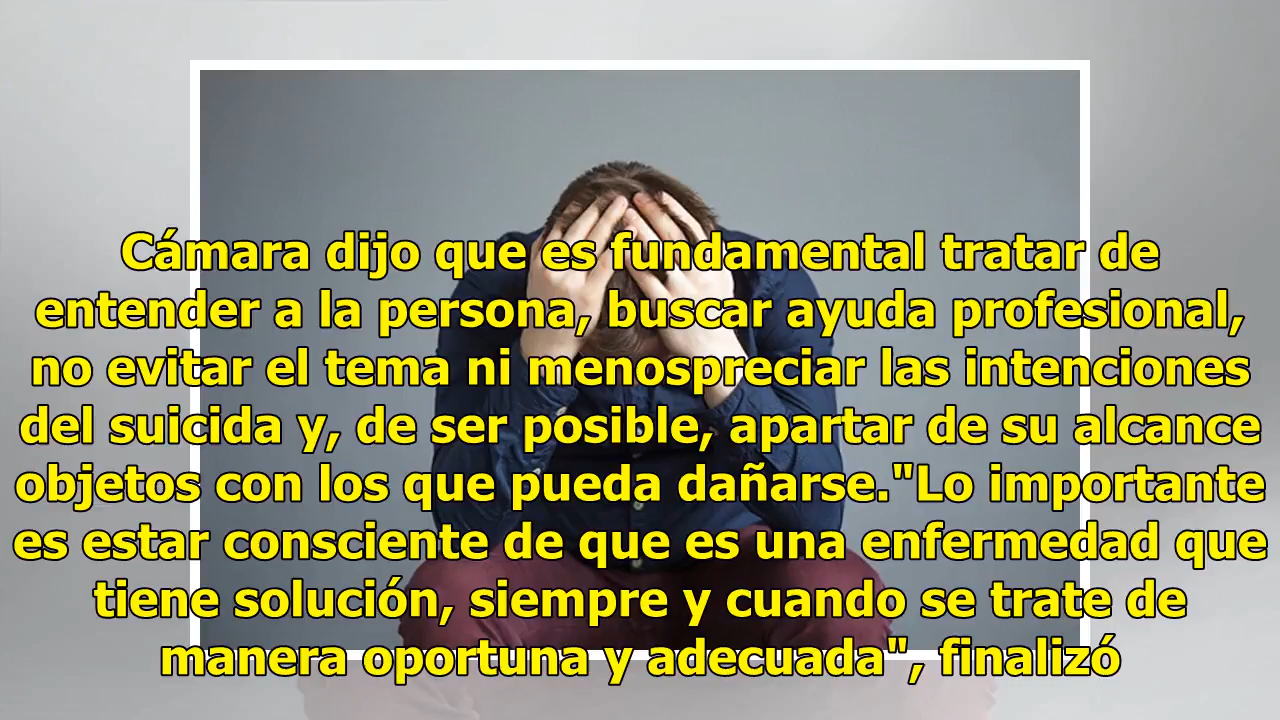 Cámara dijo que es fundamental tratar de
entender a la persona, buscar ayuda profesional,
no evitar el tema ni menospreciar las intenciones
del suicida y, de ser posible, apartar de su alcance
objetos con los que pueda dañarse."Lo importante
es estar consciente de que es una enfermedad que
tiene solución, siempre y cuando se trate de
manera oportuna y adecuada", finalizó